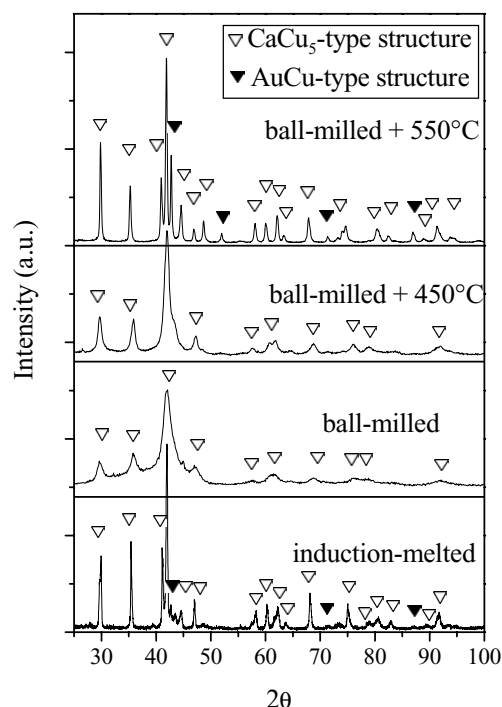 CaCu₅-type structure
AuCu-type structure
ball-milled + 550°C
ball-milled + 450°C
ball-milled
induction-melted
Intensity (a.u.)
30 40 50 60 70 80 90 100
2θ